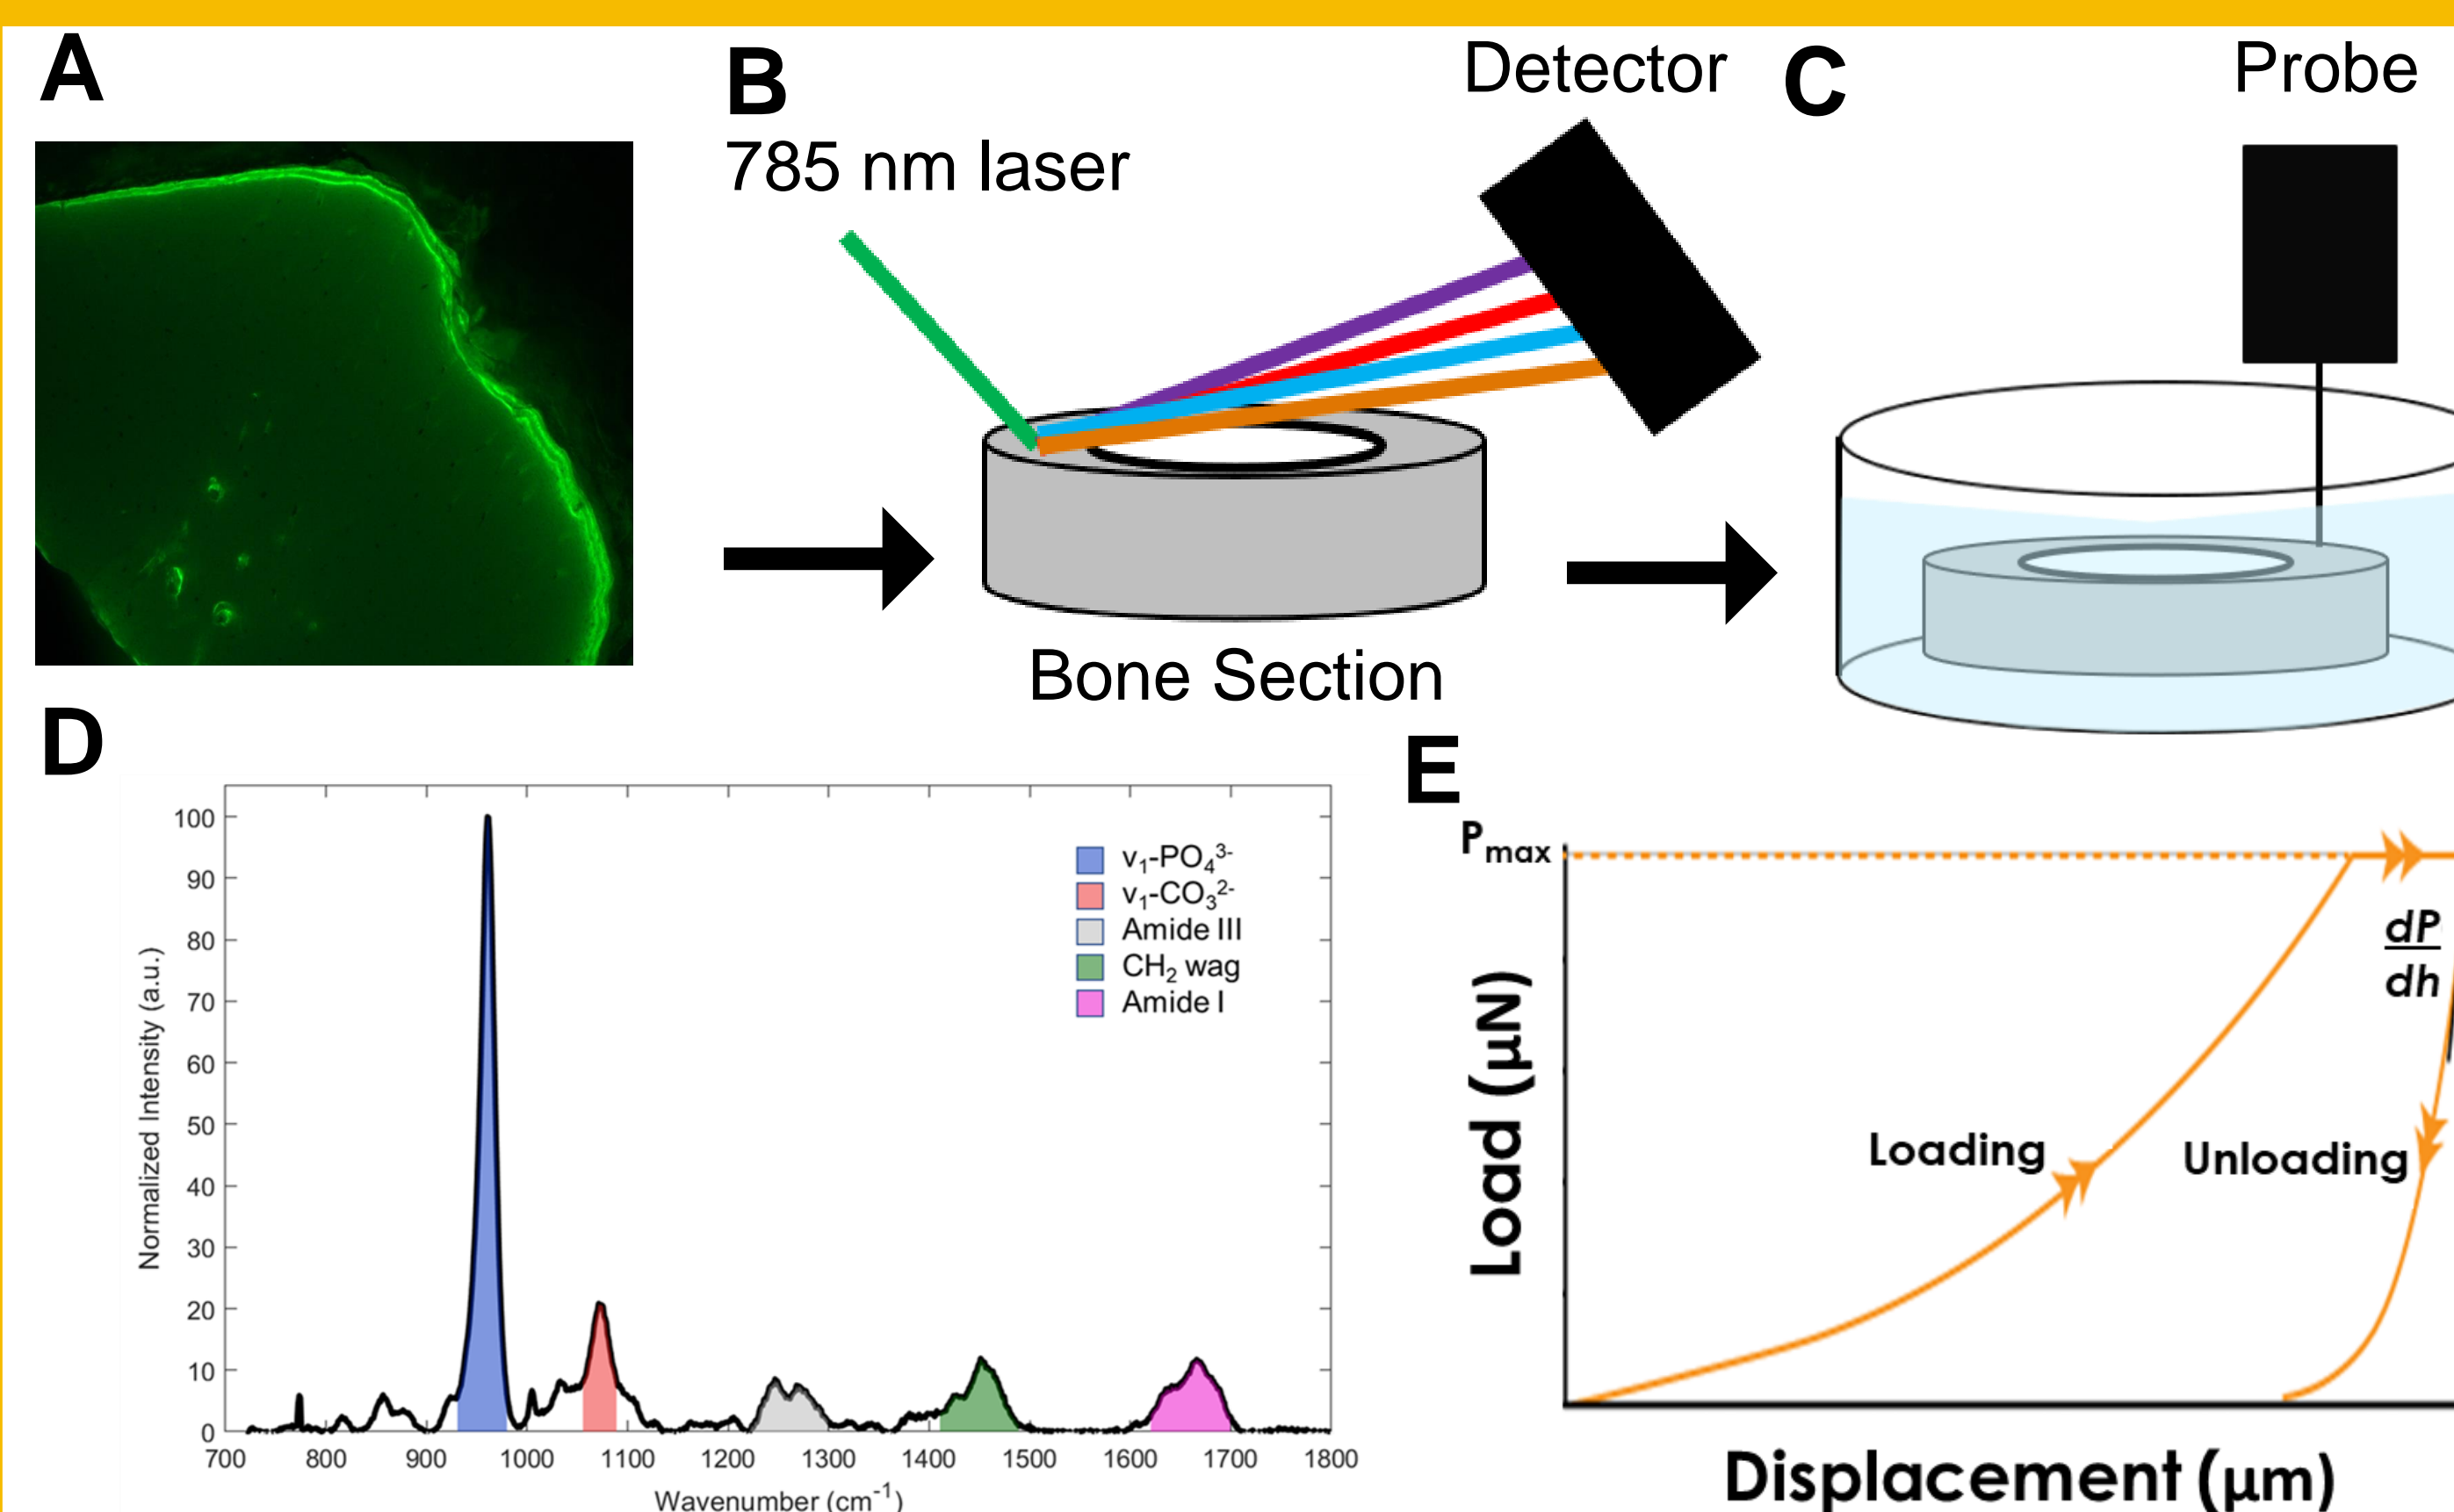 A
B
785 nm laser
Detector
C
Probe
Bone Section
D
100
90
80
70
60
50
40
30
20
10
0
Normalized Intensity (a.u.)
700 800 900 1000 1100 1200 1300 1400 1500 1600 1700 1800
Wavenumber (cm⁻¹)
ν₁-PO₄³⁻
ν₁-CO₃²⁻
Amide III
CH₂ wag
Amide I
E
Pmax
dP
dh
Load (μN)
Loading
Unloading
Displacement (μm)